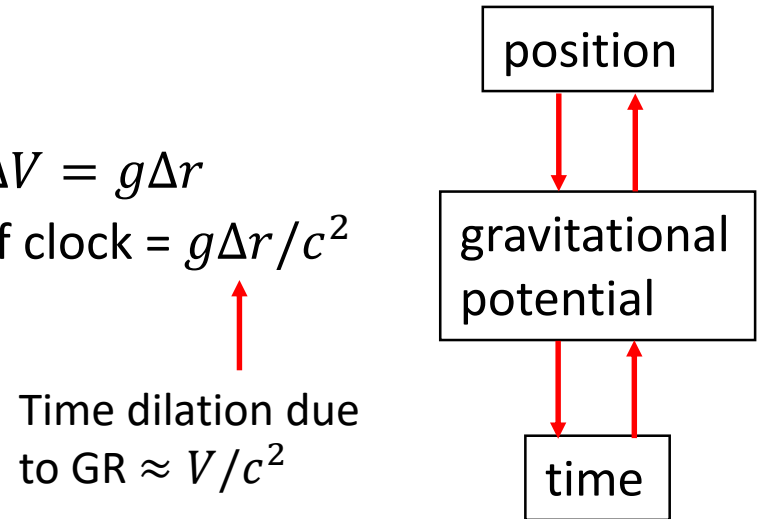 ΔV = gΔr
f clock = gΔr/c²
Time dilation due
to GR ≈ V/c²
position
gravitational
potential
time